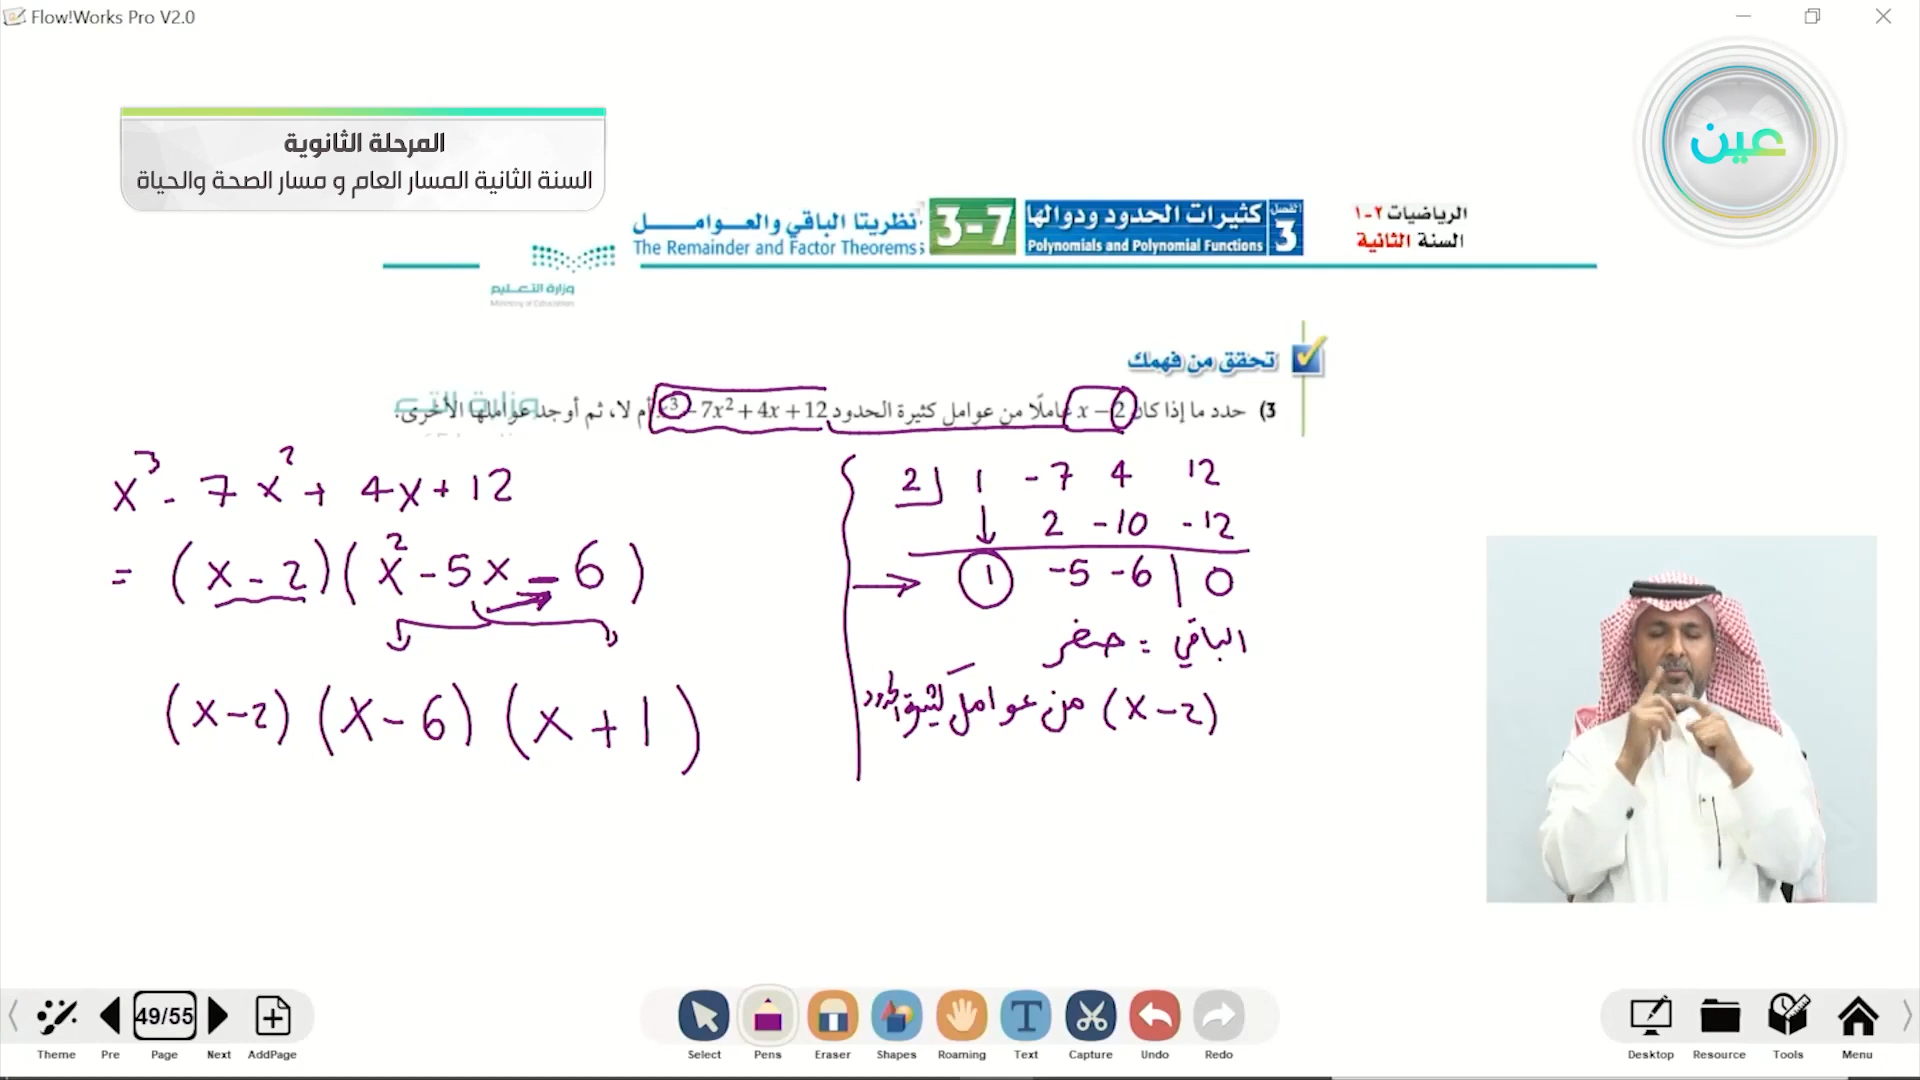 Flow!Works Pro V2.0
المرحلة الثانوية
السنة الثانية المسار العام و مسار الصحة والحياة
عين
الرياضيات ٢-١
السنة الثانية
الفصل 3
كثيرات الحدود ودوالها
Polynomials and Polynomial Functions
3-7
نظريتا الباقي والعوامل
The Remainder and Factor Theorems
وزارة التعليم
Ministry of Education
تحقق من فهمك
3) حدد ما إذا كان x − 2 عاملًا من عوامل كثيرة الحدود x³ − 7x² + 4x + 12 أم لا، ثم أوجد عواملها الأخرى.
x³ - 7x² + 4x + 12
= (x - 2)(x² - 5x - 6)
(x - 2) (x - 6) (x + 1)
2 1 -7 4 12
2 -10 -12
1 -5 -6 | 0
الباقي = صفر
(x - 2) من عوامل كثيرة الحدود
Theme
Pre
49/55
Page
Next
AddPage
Select
Pens
Eraser
Shapes
Roaming
Text
Capture
Undo
Redo
Desktop
Resource
Tools
Menu